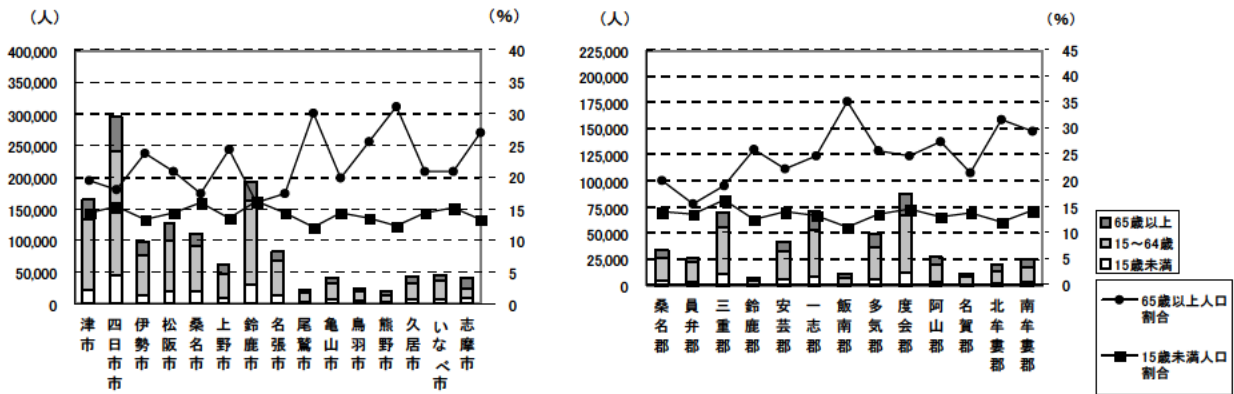 （人）
（％）
400,000
350,000
300,000
250,000
200,000
150,000
100,000
50,000
0
40
35
30
25
20
15
10
5
0
津市
四日市市
伊勢市
松阪市
桑名市
上野市
鈴鹿市
名張市
尾鷲市
亀山市
鳥羽市
熊野市
久居市
いなべ市
志摩市
（人）
（％）
225,000
200,000
175,000
150,000
125,000
100,000
75,000
50,000
25,000
0
45
40
35
30
25
20
15
10
5
0
桑名郡
員弁郡
三重郡
鈴鹿郡
安芸郡
一志郡
飯南郡
多気郡
度会郡
阿山郡
名賀郡
北牟婁郡
南牟婁郡
65歳以上
15～64歳
15歳未満
65歳以上人口
割合
15歳未満人口
割合